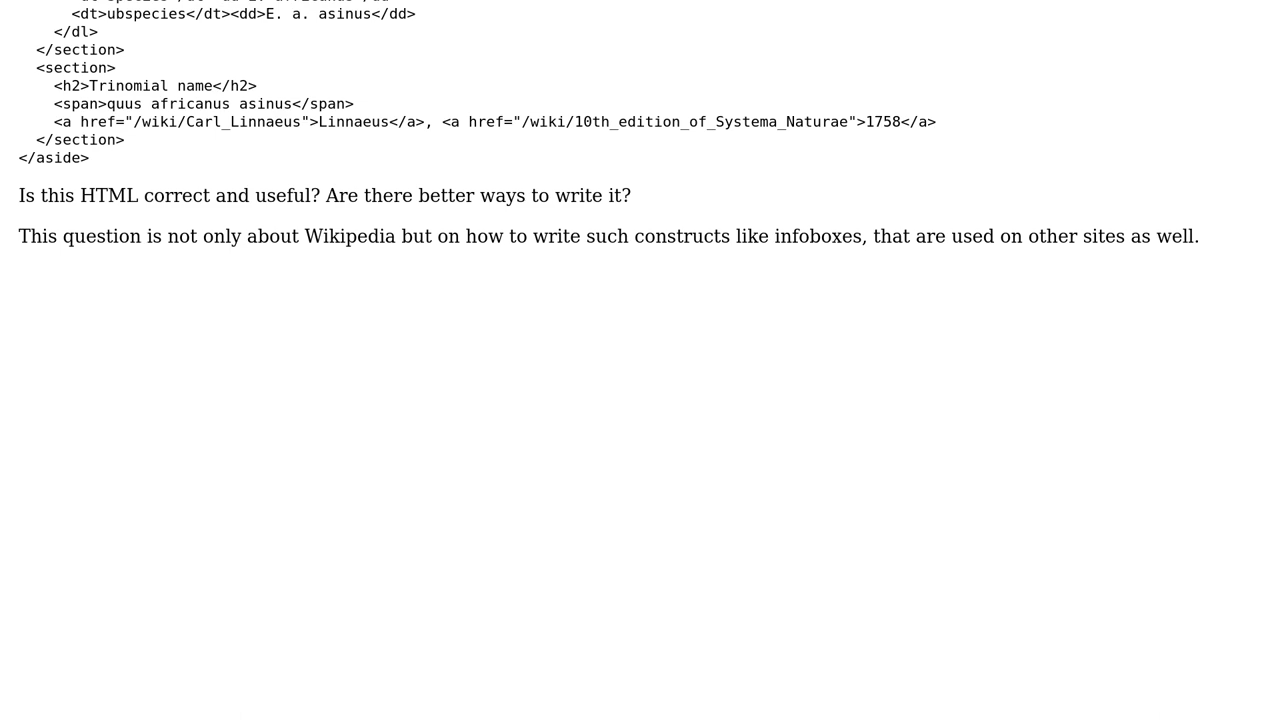 <dt>ubspecies</dt><dd>E. a. asinus</dd>
</dl>
</section>
<section>
<h2>Trinomial name</h2>
<span>quus africanus asinus</span>
<a href="/wiki/Carl_Linnaeus">Linnaeus</a>, <a href="/wiki/10th_edition_of_Systema_Naturae">1758</a>
</section>
</aside>
Is this HTML correct and useful? Are there better ways to write it?
This question is not only about Wikipedia but on how to write such constructs like infoboxes, that are used on other sites as well.